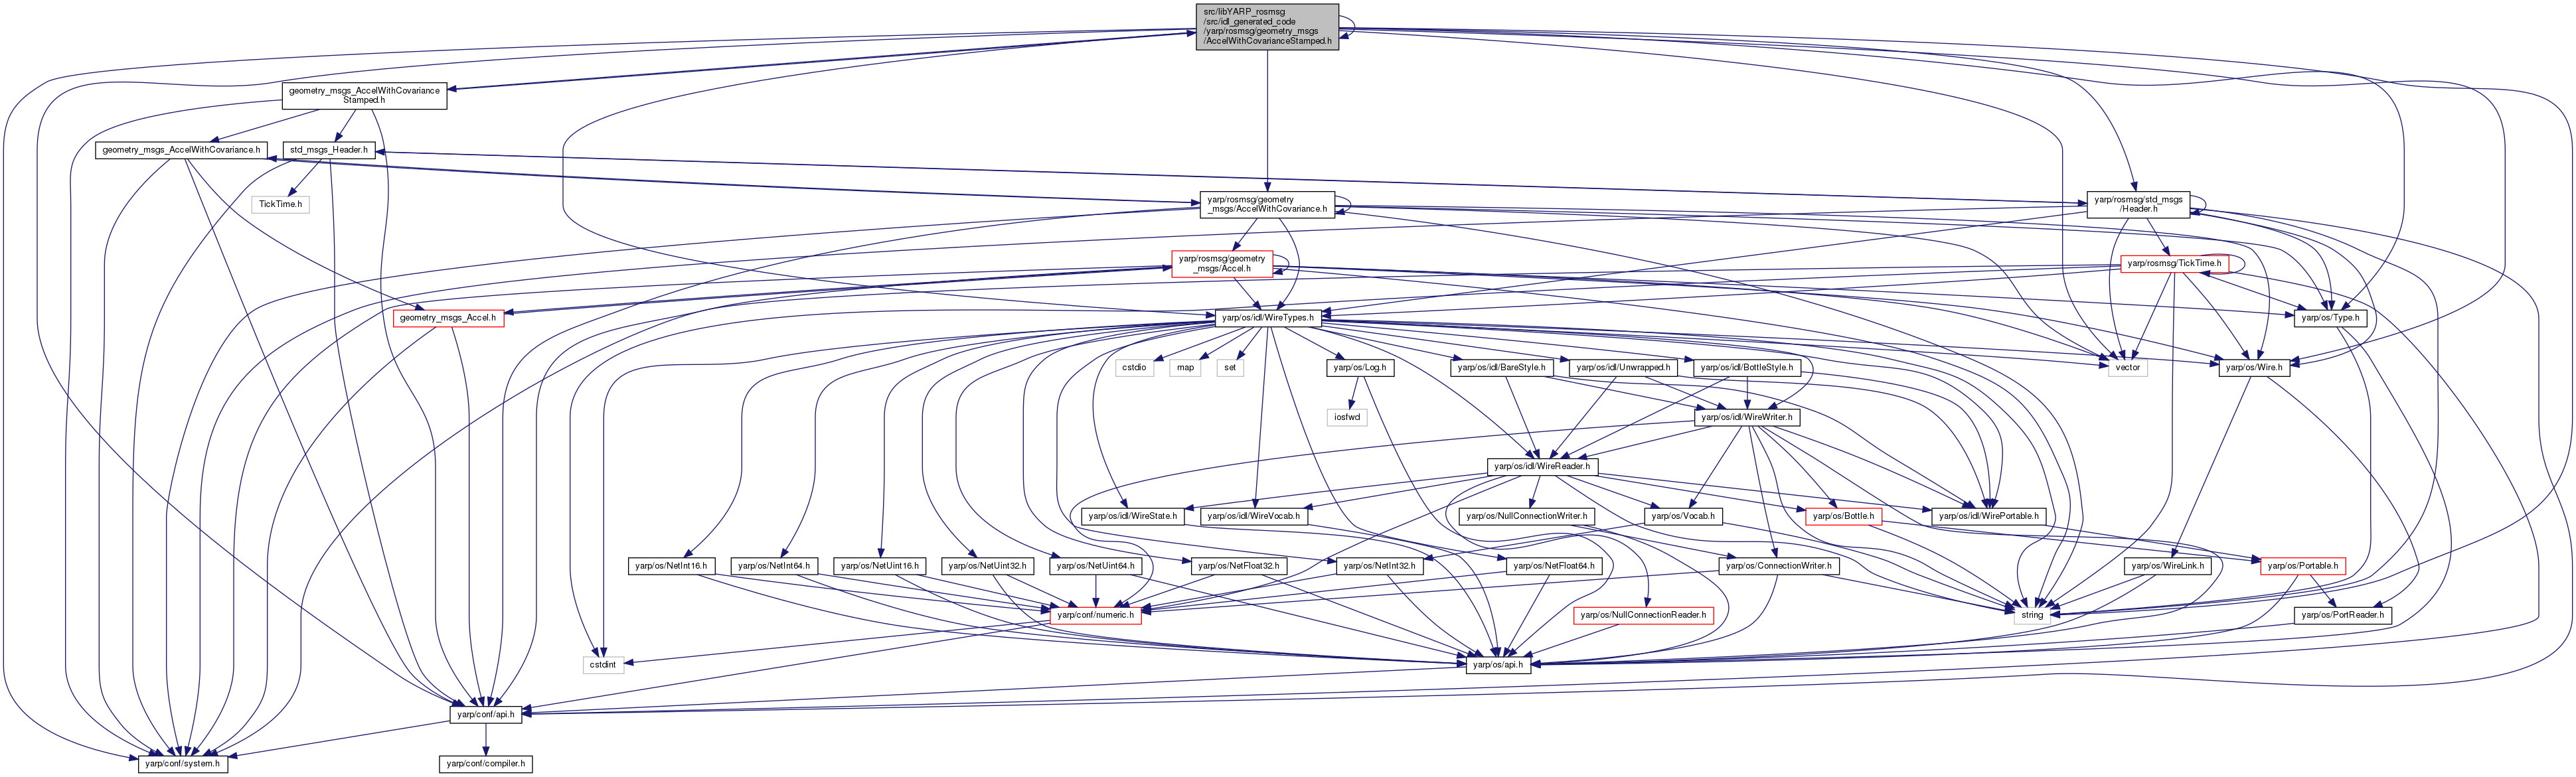 src/libYARP_rosmsg
/src/idl_generated_code
/yarp/rosmsg/geometry_msgs
/AccelWithCovarianceStamped.h
geometry_msgs_AccelWithCovariance
Stamped.h
geometry_msgs_AccelWithCovariance.h
std_msgs_Header.h
TickTime.h
yarp/rosmsg/geometry
_msgs/AccelWithCovariance.h
yarp/rosmsg/std_msgs
/Header.h
yarp/rosmsg/geometry
_msgs/Accel.h
yarp/rosmsg/TickTime.h
geometry_msgs_Accel.h
yarp/os/idl/WireTypes.h
yarp/os/Type.h
cstdio
map
set
yarp/os/Log.h
yarp/os/idl/BareStyle.h
yarp/os/idl/Unwrapped.h
yarp/os/idl/BottleStyle.h
vector
yarp/os/Wire.h
iosfwd
yarp/os/idl/WireWriter.h
yarp/os/idl/WireReader.h
yarp/os/idl/WireState.h
yarp/os/idl/WireVocab.h
yarp/os/NullConnectionWriter.h
yarp/os/Vocab.h
yarp/os/Bottle.h
yarp/os/idl/WirePortable.h
yarp/os/NetInt16.h
yarp/os/NetInt64.h
yarp/os/NetUint16.h
yarp/os/NetUint32.h
yarp/os/NetUint64.h
yarp/os/NetFloat32.h
yarp/os/NetInt32.h
yarp/os/NetFloat64.h
yarp/os/ConnectionWriter.h
yarp/os/WireLink.h
yarp/os/Portable.h
yarp/conf/numeric.h
yarp/os/NullConnectionReader.h
string
yarp/os/PortReader.h
cstdint
yarp/os/api.h
yarp/conf/api.h
yarp/conf/system.h
yarp/conf/compiler.h